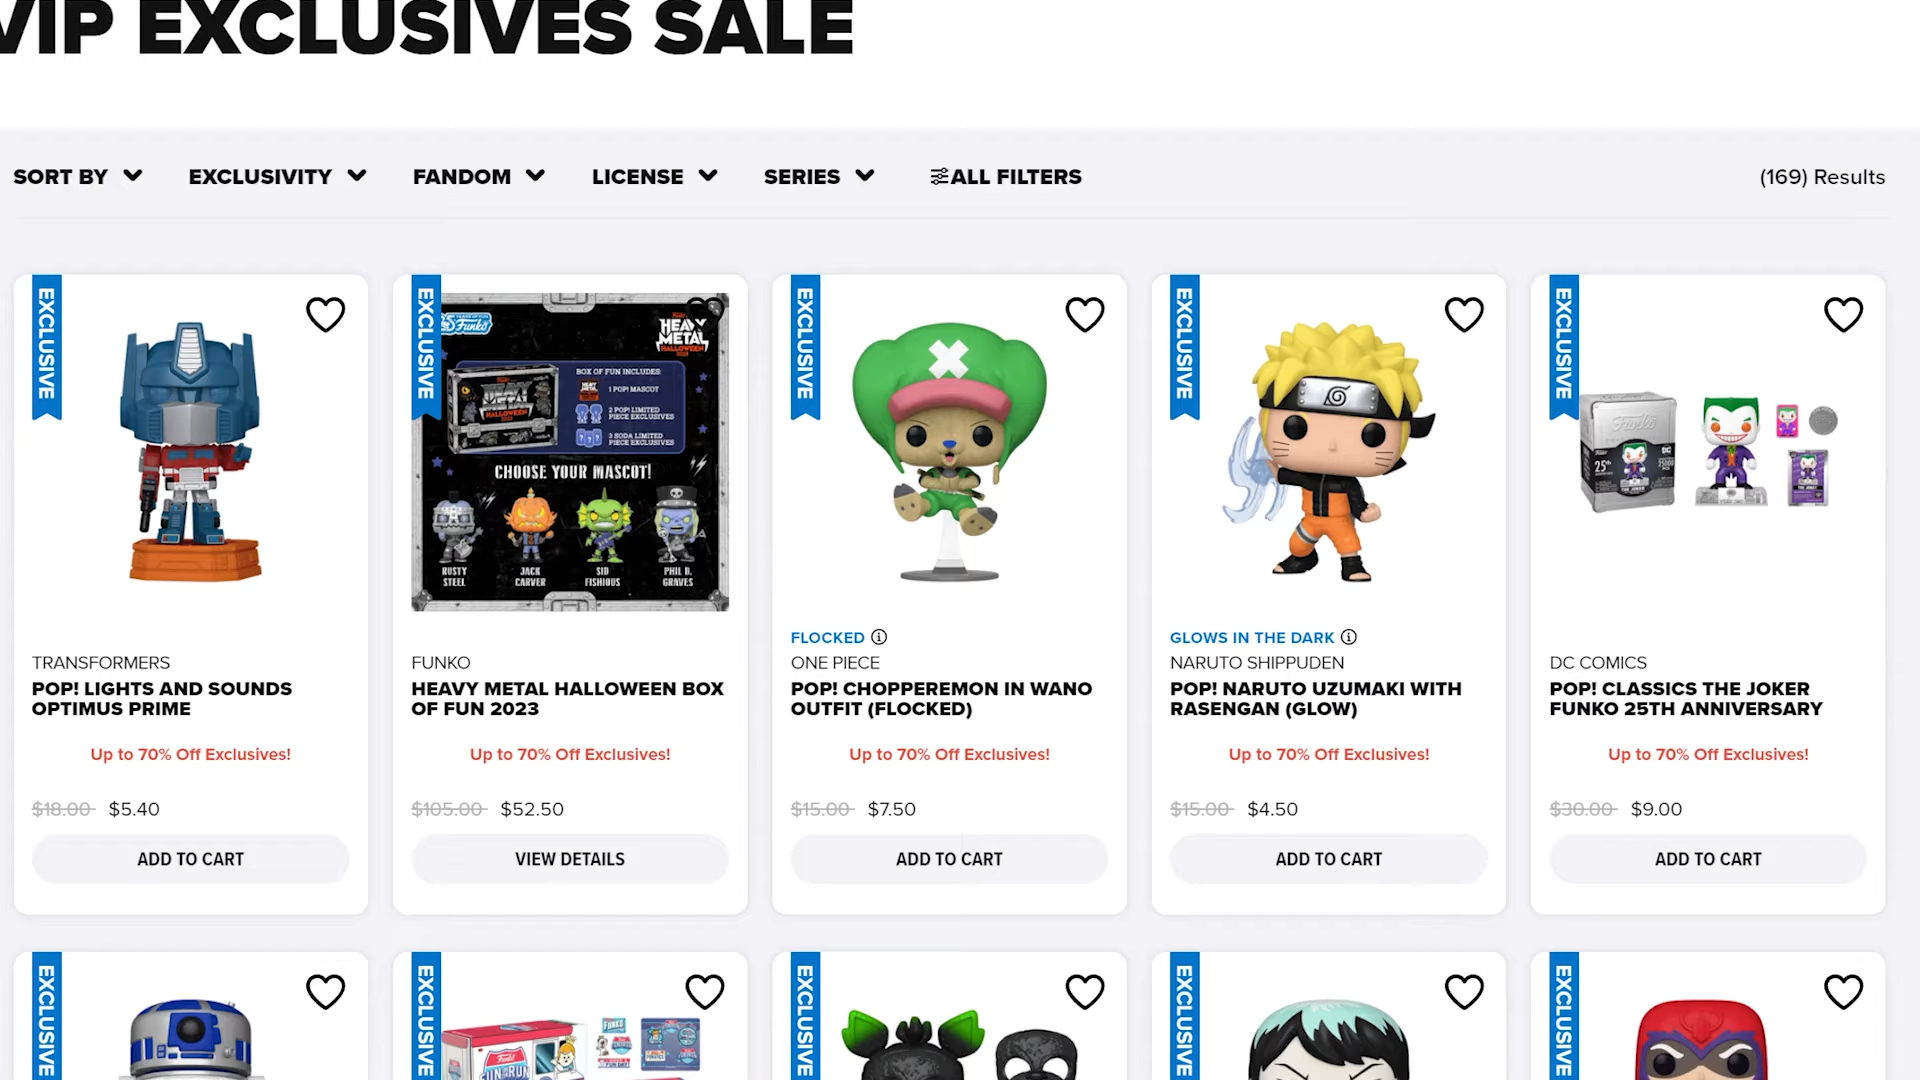 VIP EXCLUSIVES SALE
SORT BY
EXCLUSIVITY
FANDOM
LICENSE
SERIES
ALL FILTERS
(169) Results
EXCLUSIVE
TRANSFORMERS
POP! LIGHTS AND SOUNDS
OPTIMUS PRIME
Up to 70% Off Exclusives!
$18.00 $5.40
ADD TO CART
EXCLUSIVE
Funko
HEAVY
METAL
HALLOWEEN
BOX OF FUN INCLUDES:
1 POP! MASCOT
2 POP! LIMITED
PIECE EXCLUSIVES
3 SODA LIMITED
PIECE EXCLUSIVES
CHOOSE YOUR MASCOT!
RUSTY
STEEL
JACK
CARVER
SID
FISHIOUS
PHIL D.
GRAVES
FUNKO
HEAVY METAL HALLOWEEN BOX
OF FUN 2023
Up to 70% Off Exclusives!
$105.00 $52.50
VIEW DETAILS
EXCLUSIVE
FLOCKED
ONE PIECE
POP! CHOPPEREMON IN WANO
OUTFIT (FLOCKED)
Up to 70% Off Exclusives!
$15.00 $7.50
ADD TO CART
EXCLUSIVE
GLOWS IN THE DARK
NARUTO SHIPPUDEN
POP! NARUTO UZUMAKI WITH
RASENGAN (GLOW)
Up to 70% Off Exclusives!
$15.00 $4.50
ADD TO CART
EXCLUSIVE
Funko
25th
DC COMICS
POP! CLASSICS THE JOKER
FUNKO 25TH ANNIVERSARY
Up to 70% Off Exclusives!
$30.00 $9.00
ADD TO CART
EXCLUSIVE
EXCLUSIVE
EXCLUSIVE
EXCLUSIVE
EXCLUSIVE